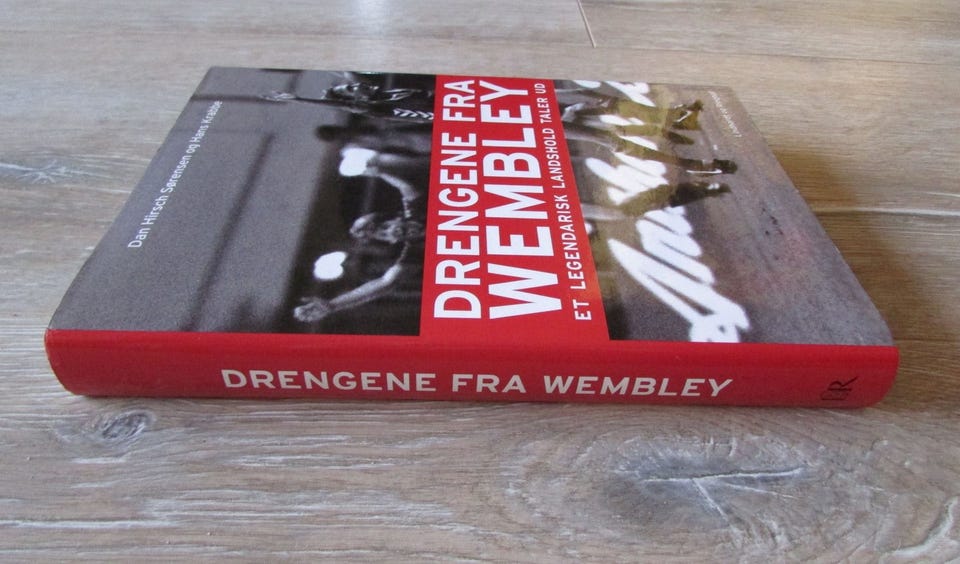 Dan Hirsch Sørensen og Hans Krabbe
DRENGENE FRA
WEMBLEY
ET LEGENDARISK LANDSHOLD TALER UD
DRENGENE FRA WEMBLEY